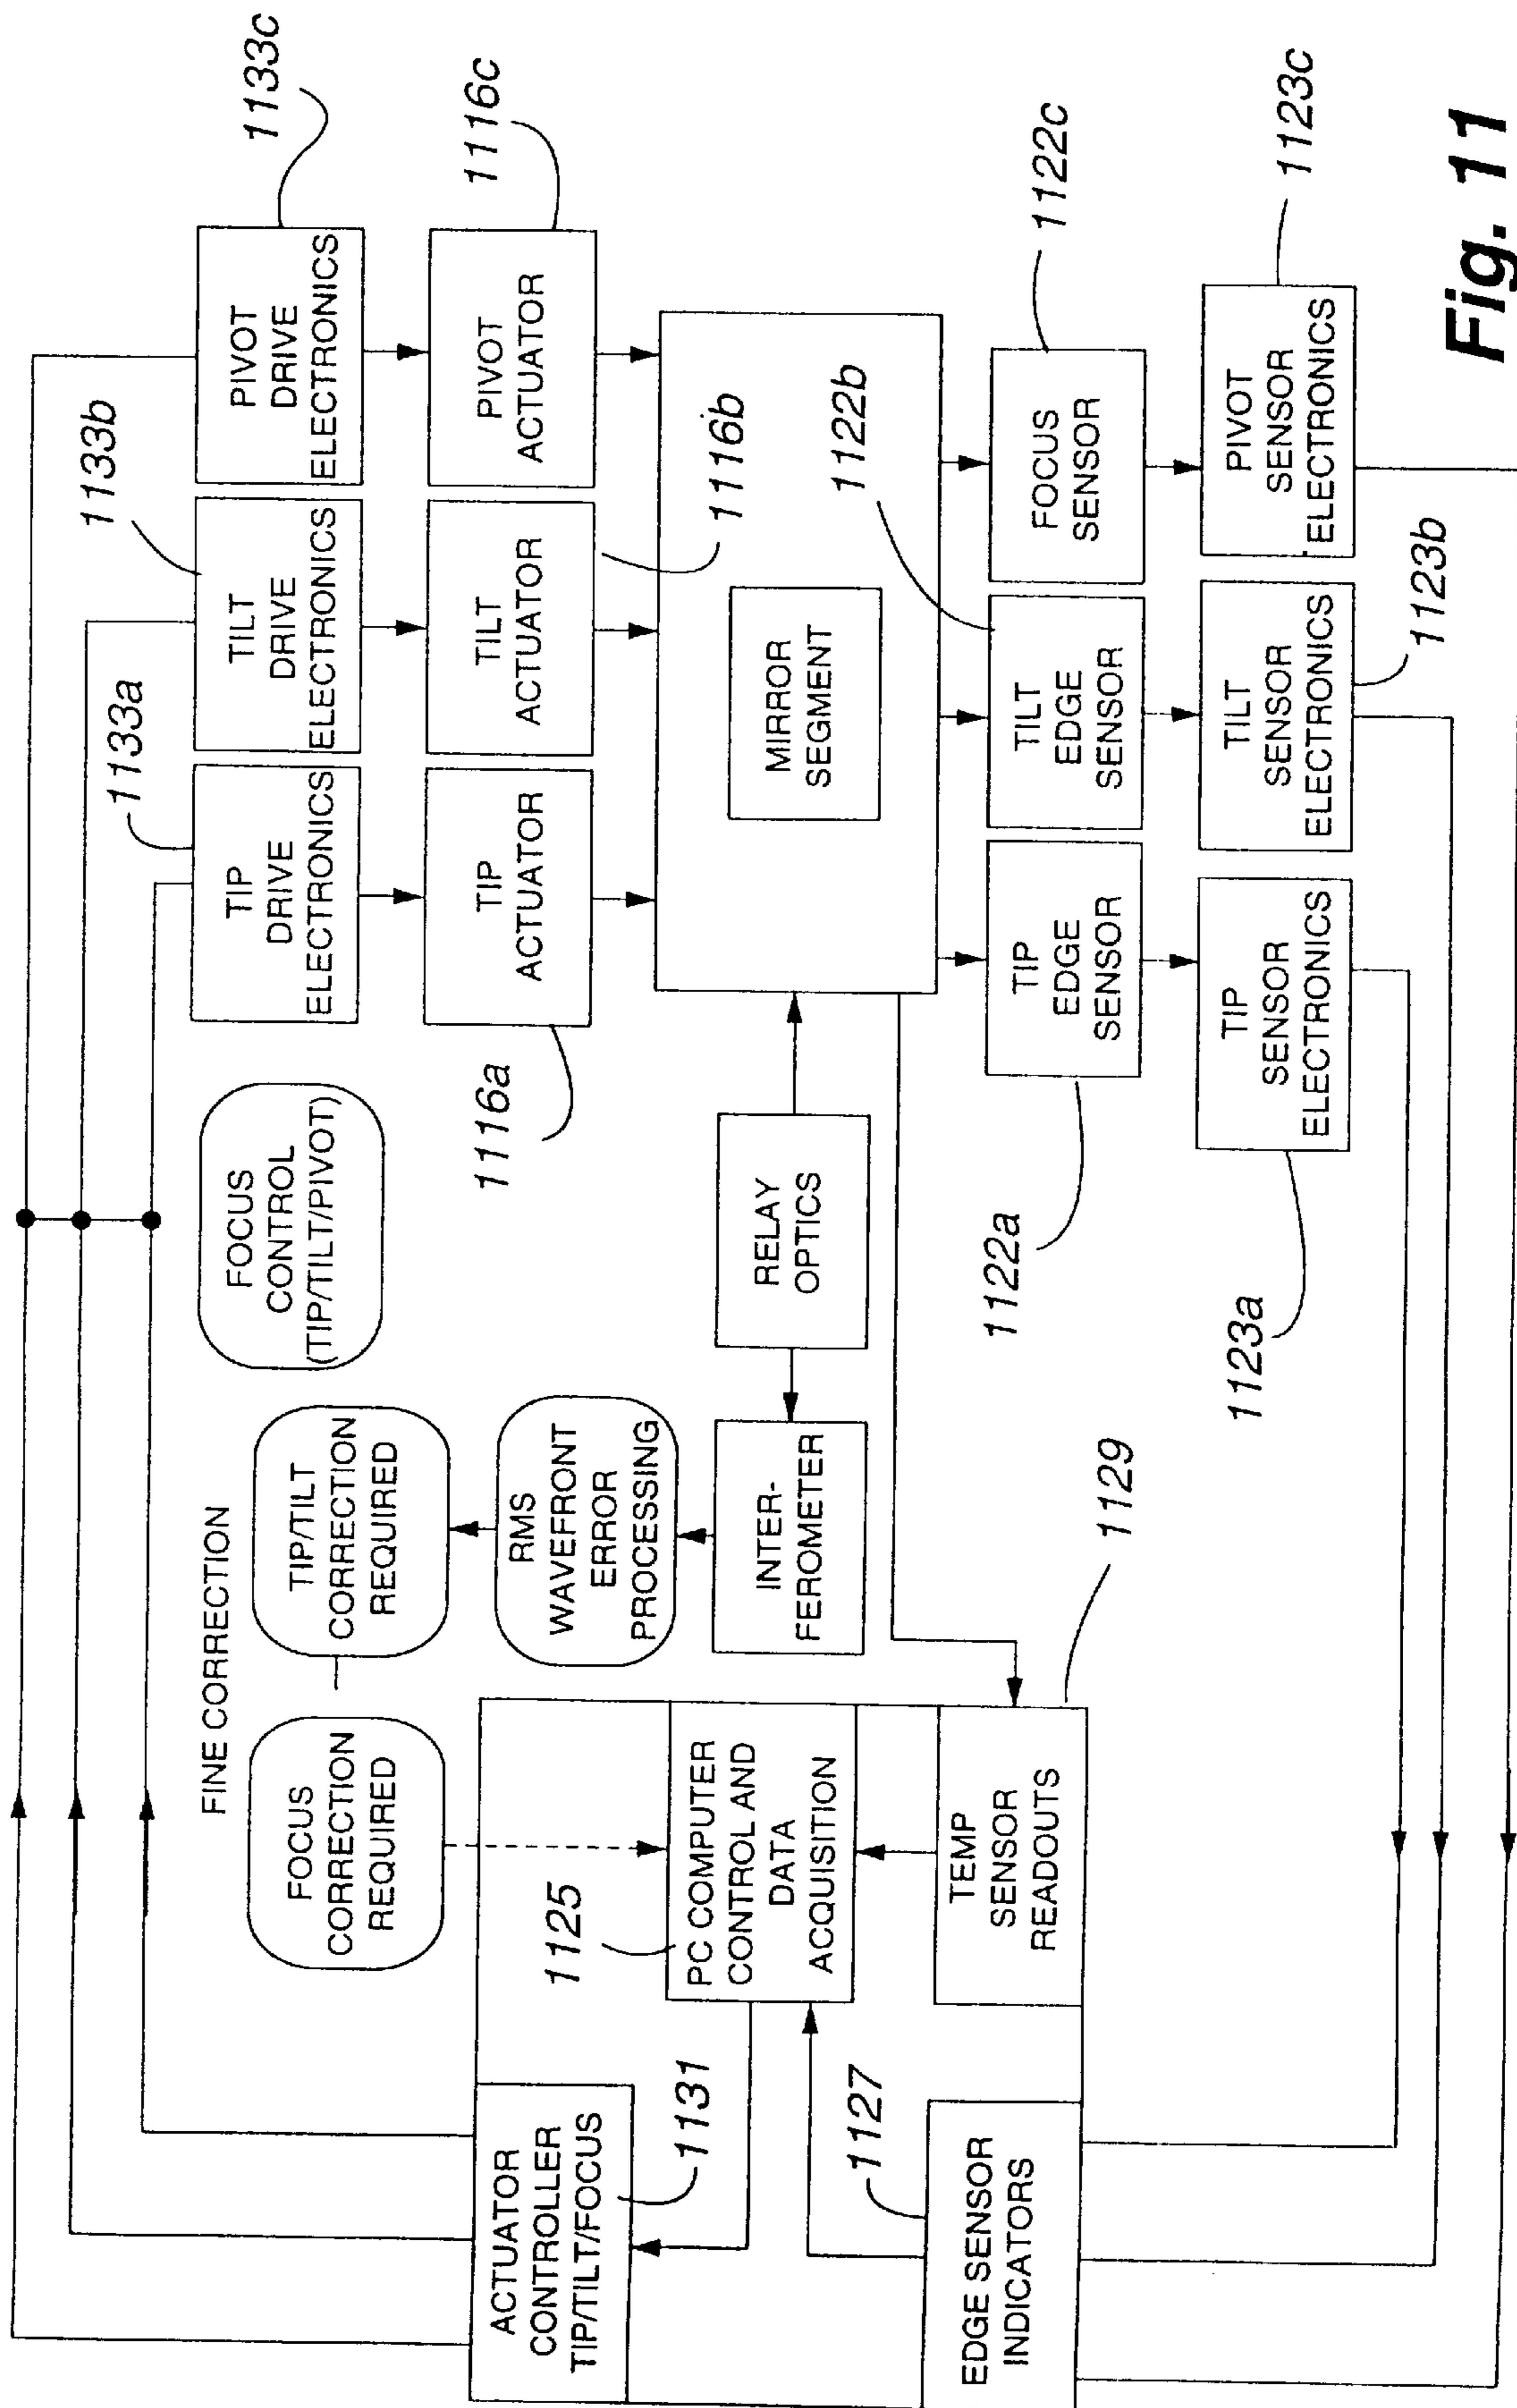 FINE CORRECTION
FOCUS
CORRECTION
REQUIRED
TIP/TILT
CORRECTION
REQUIRED
FOCUS
CONTROL
(TIP/TILT/PIVOT)
1133a
TIP
DRIVE
ELECTRONICS
1133b
TILT
DRIVE
ELECTRONICS
1133c
PIVOT
DRIVE
ELECTRONICS
1116a
TIP
ACTUATOR
TILT
ACTUATOR
1116b
PIVOT
ACTUATOR
1116c
ACTUATOR
CONTROLLER
TIP/TILT/FOCUS
1131
1125
PC COMPUTER
CONTROL AND
DATA
ACQUISITION
RMS
WAVEFRONT
ERROR
PROCESSING
INTER-
FEROMETER
RELAY
OPTICS
MIRROR
SEGMENT
1127
EDGE SENSOR
INDICATORS
TEMP
SENSOR
READOUTS
1129
1122a
TIP
EDGE
SENSOR
1122b
TILT
EDGE
SENSOR
1122c
FOCUS
SENSOR
1123a
TIP
SENSOR
ELECTRONICS
TILT
SENSOR
ELECTRONICS
1123b
PIVOT
SENSOR
ELECTRONICS
1123c
Fig. 11